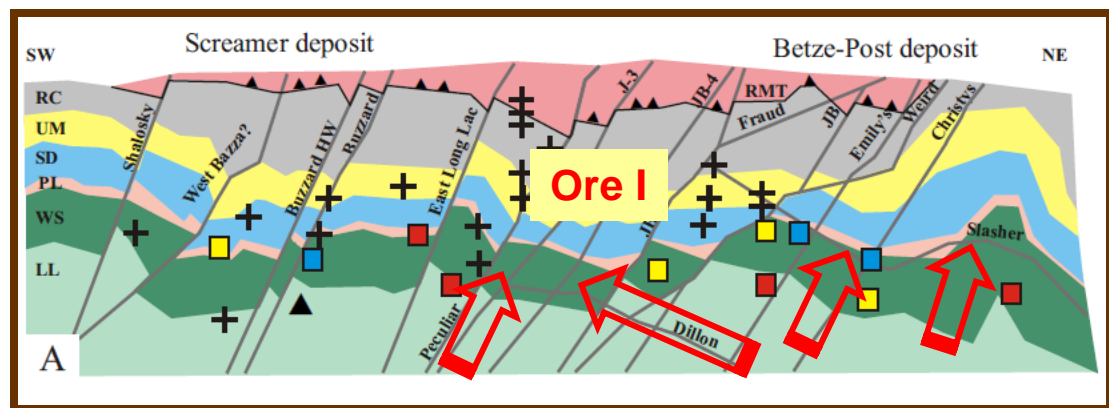 Screamer deposit
Betze-Post deposit
SW
NE
RC
UM
SD
PL
WS
LL
Shalosky
West Bazza?
Buzzard HW
Buzzard
East Long Lac
Peculiar
J-3
JB-4
RMT
Fraud
JB
Emily's
Weird
Christys
Ore I
Slasher
Dillon
A